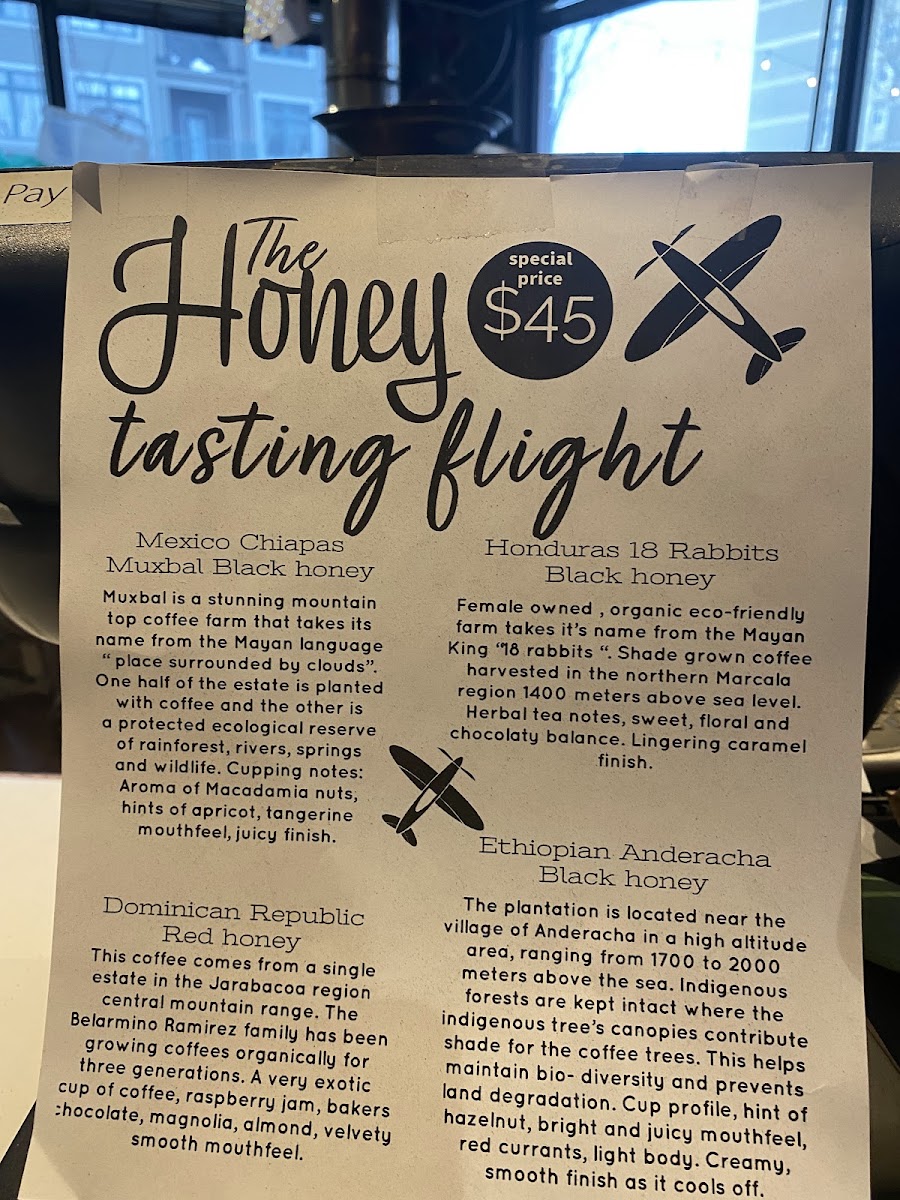 Pay
The
Honey
special
price
$45
tasting flight
Mexico Chiapas
Muxbal Black honey
Muxbal is a stunning mountain
top coffee farm that takes its
name from the Mayan language
“ place surrounded by clouds”.
One half of the estate is planted
with coffee and the other is
a protected ecological reserve
of rainforest, rivers, springs
and wildlife. Cupping notes:
Aroma of Macadamia nuts,
hints of apricot, tangerine
mouthfeel, juicy finish.
Honduras 18 Rabbits
Black honey
Female owned , organic eco-friendly
farm takes it’s name from the Mayan
King “18 rabbits “. Shade grown coffee
harvested in the northern Marcala
region 1400 meters above sea level.
Herbal tea notes, sweet, floral and
chocolaty balance. Lingering caramel
finish.
Dominican Republic
Red honey
This coffee comes from a single
estate in the Jarabacoa region
central mountain range. The
Belarmino Ramirez family has been
growing coffees organically for
three generations. A very exotic
cup of coffee, raspberry jam, bakers
chocolate, magnolia, almond, velvety
smooth mouthfeel.
Ethiopian Anderacha
Black honey
The plantation is located near the
village of Anderacha in a high altitude
area, ranging from 1700 to 2000
meters above the sea. Indigenous
forests are kept intact where the
indigenous tree’s canopies contribute
shade for the coffee trees. This helps
maintain bio- diversity and prevents
land degradation. Cup profile, hint of
hazelnut, bright and juicy mouthfeel,
red currants, light body. Creamy,
smooth finish as it cools off.